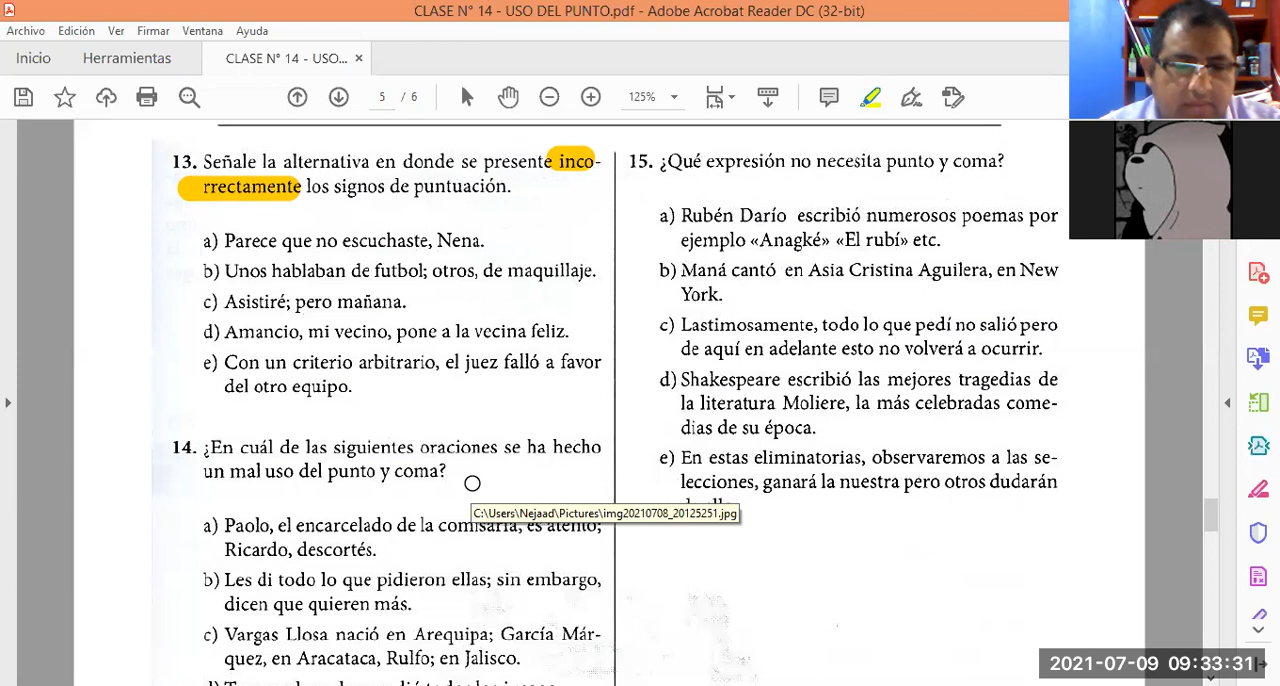 CLASE N° 14 - USO DEL PUNTO.pdf - Adobe Acrobat Reader DC (32-bit)
Archivo Edición Ver Firmar Ventana Ayuda
Inicio Herramientas CLASE N° 14 - USO... ×
5 / 6 125%
13. Señale la alternativa en donde se presente inco-
rrectamente los signos de puntuación.
a) Parece que no escuchaste, Nena.
b) Unos hablaban de futbol; otros, de maquillaje.
c) Asistiré; pero mañana.
d) Amancio, mi vecino, pone a la vecina feliz.
e) Con un criterio arbitrario, el juez falló a favor
del otro equipo.
14. ¿En cuál de las siguientes oraciones se ha hecho
un mal uso del punto y coma?
C:\Users\Nejaad\Pictures\img20210708_20125251.jpg
a) Paolo, el encarcelado de la comisaría, es atento;
Ricardo, descortés.
b) Les di todo lo que pidieron ellas; sin embargo,
dicen que quieren más.
c) Vargas Llosa nació en Arequipa; García Már-
quez, en Aracataca, Rulfo; en Jalisco.
15. ¿Qué expresión no necesita punto y coma?
a) Rubén Darío escribió numerosos poemas por
ejemplo «Anagké» «El rubí» etc.
b) Maná cantó en Asia Cristina Aguilera, en New
York.
c) Lastimosamente, todo lo que pedí no salió pero
de aquí en adelante esto no volverá a ocurrir.
d) Shakespeare escribió las mejores tragedias de
la literatura Moliere, la más celebradas come-
dias de su época.
e) En estas eliminatorias, observaremos a las se-
lecciones, ganará la nuestra pero otros dudarán
2021-07-09 09:33:31